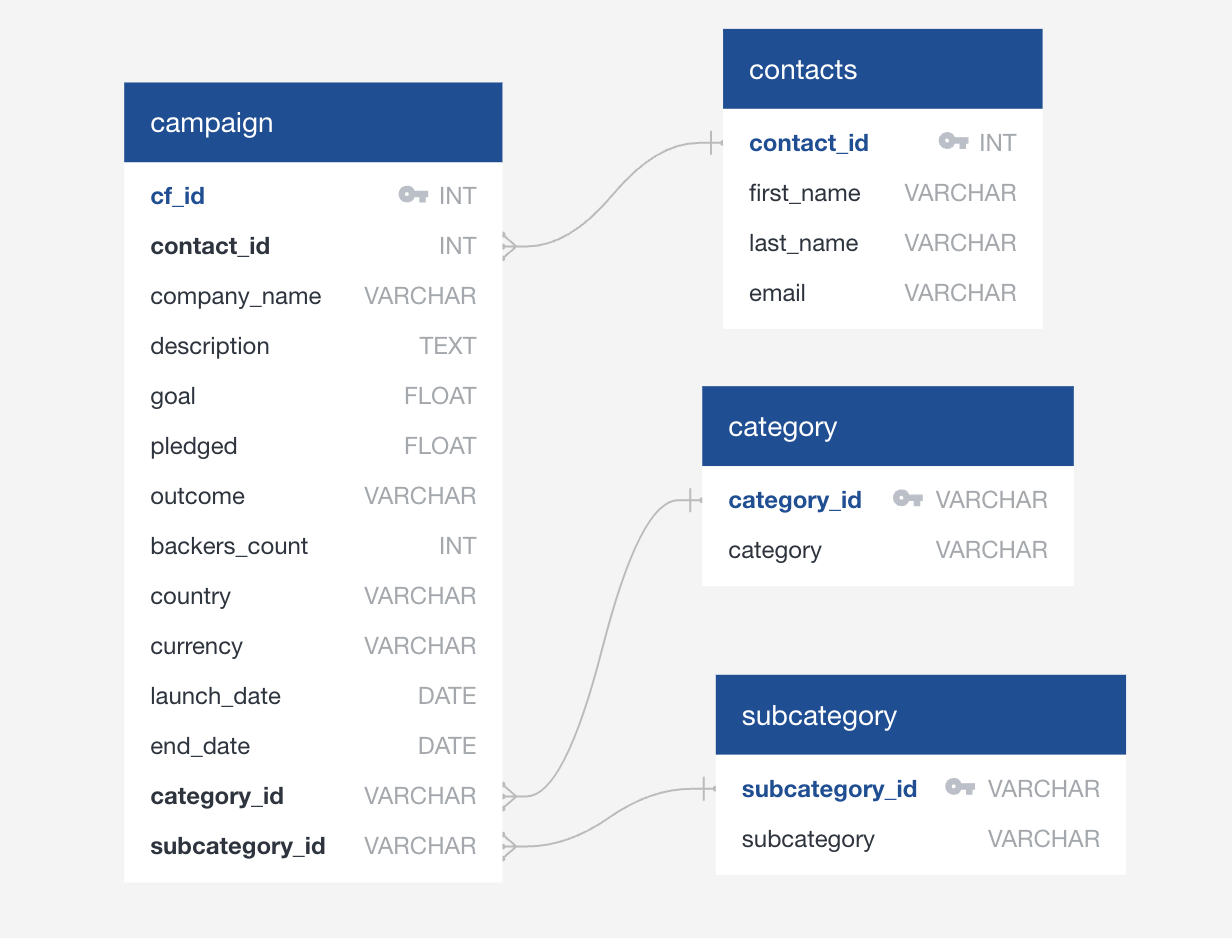 campaign
cf_id INT
contact_id INT
company_name VARCHAR
description TEXT
goal FLOAT
pledged FLOAT
outcome VARCHAR
backers_count INT
country VARCHAR
currency VARCHAR
launch_date DATE
end_date DATE
category_id VARCHAR
subcategory_id VARCHAR
contacts
contact_id INT
first_name VARCHAR
last_name VARCHAR
email VARCHAR
category
category_id VARCHAR
category VARCHAR
subcategory
subcategory_id VARCHAR
subcategory VARCHAR